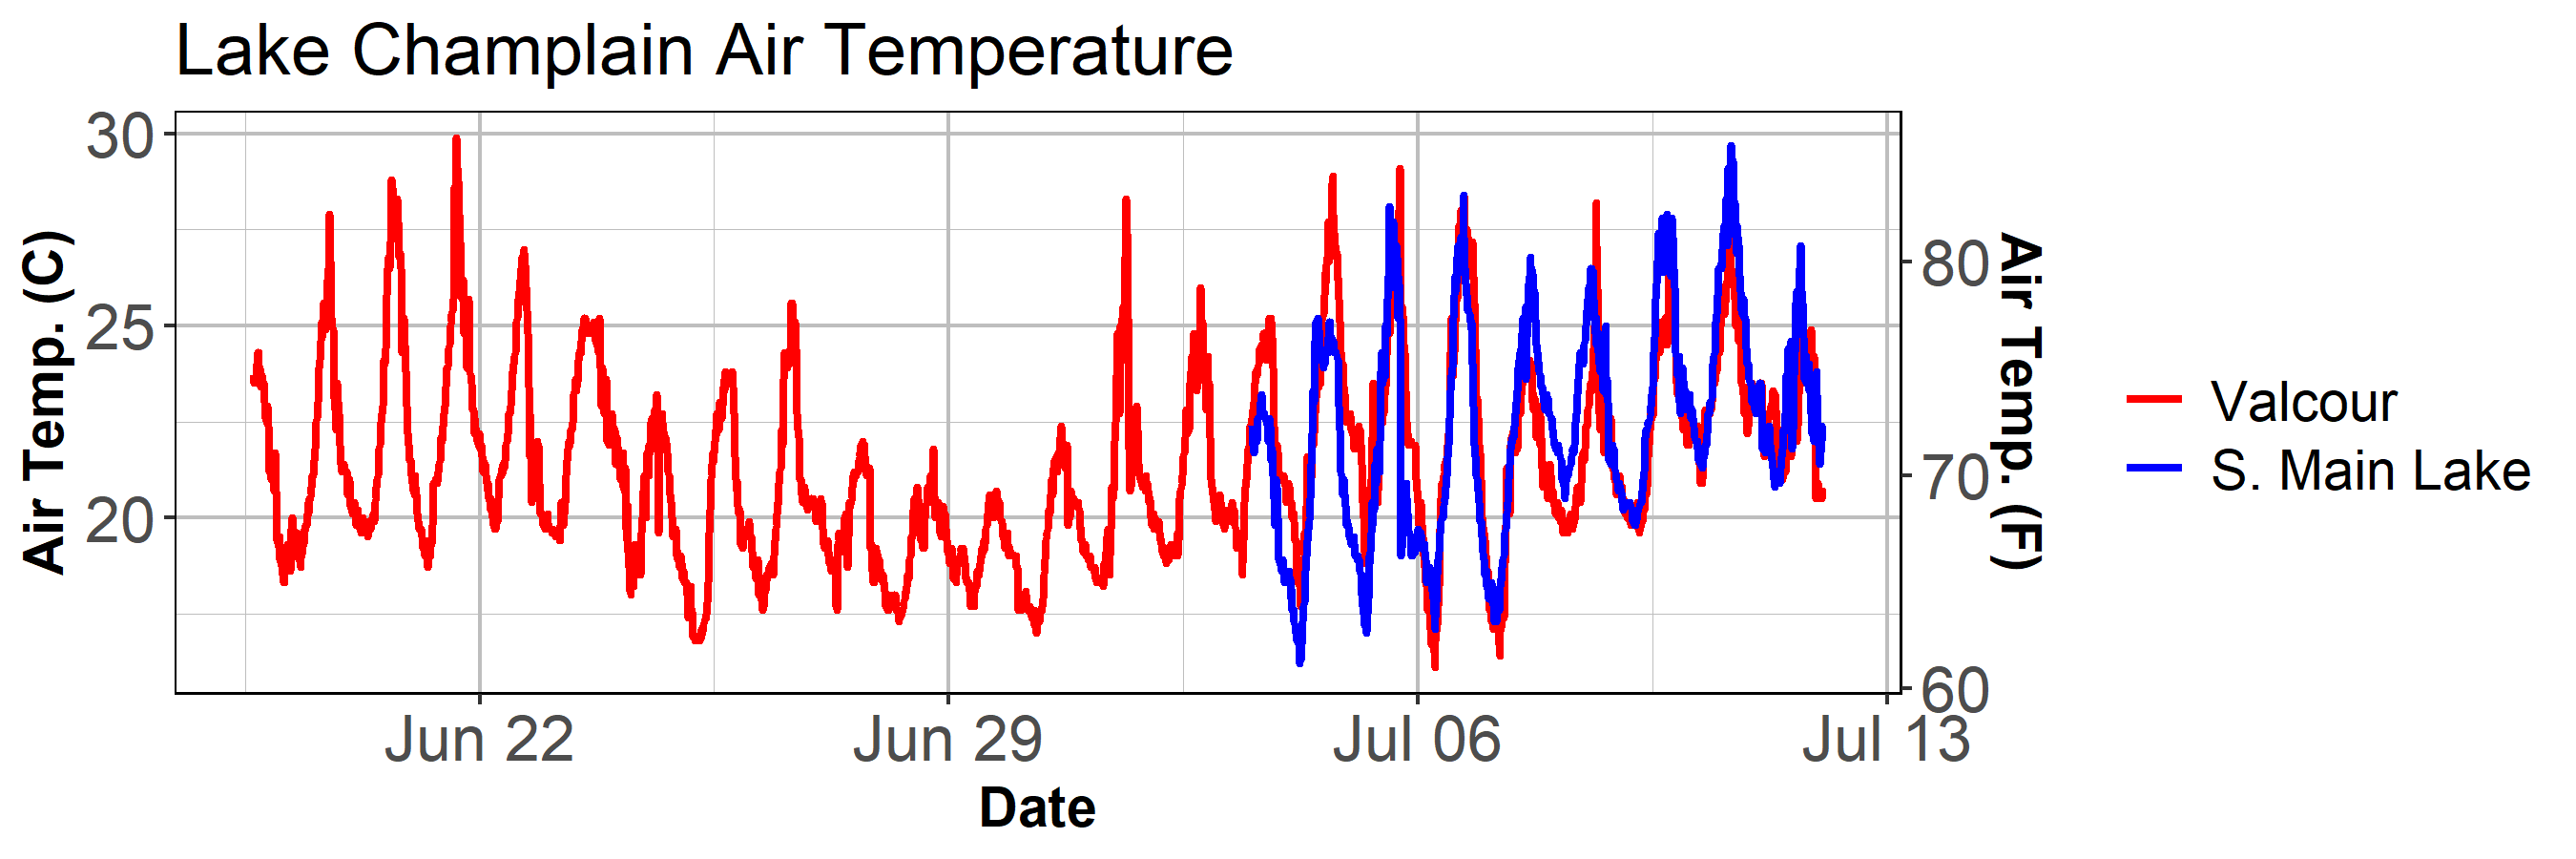 Lake Champlain Air Temperature
30
25
20
Air Temp. (C)
80
70
60
Air Temp. (F)
Jun 22
Jun 29
Jul 06
Jul 13
Date
Valcour
S. Main Lake